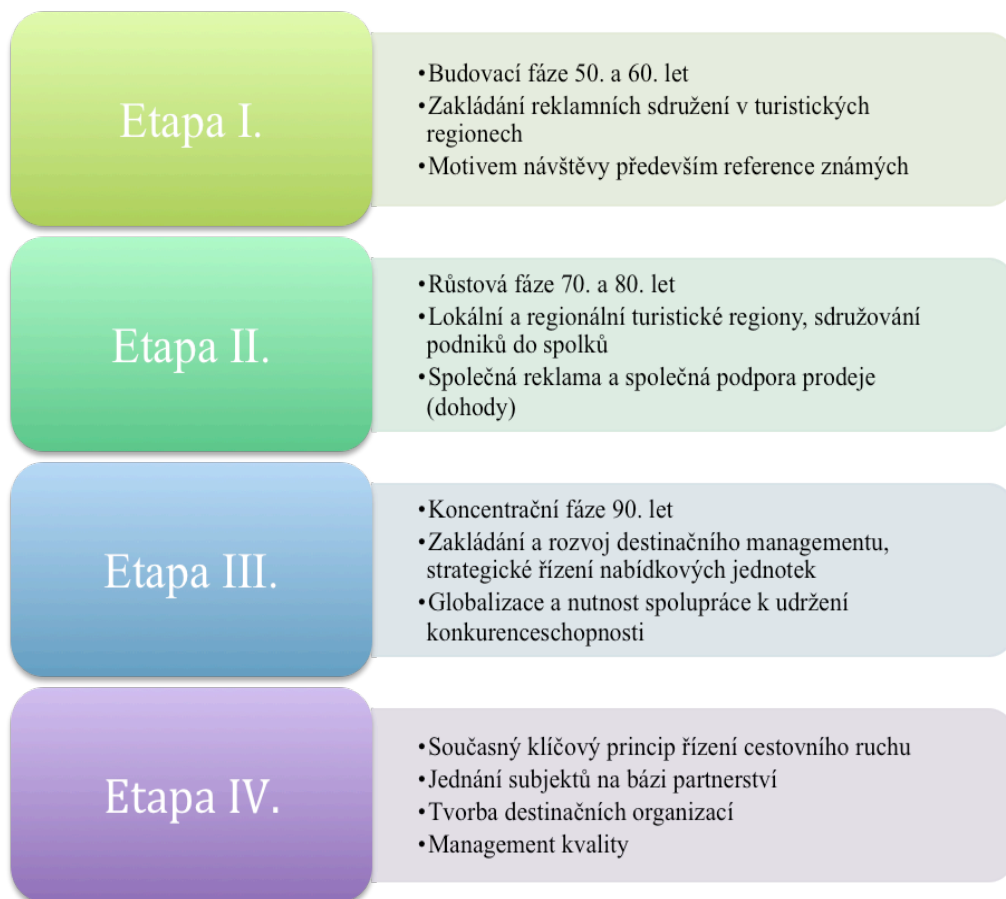 Etapa I.
•Budovací fáze 50. a 60. let
•Zakládání reklamních sdružení v turistických
regionech
•Motivem návštěvy především reference známých
Etapa II.
•Růstová fáze 70. a 80. let
•Lokální a regionální turistické regiony, sdružování
podniků do spolků
•Společná reklama a společná podpora prodeje
(dohody)
Etapa III.
•Koncentrační fáze 90. let
•Zakládání a rozvoj destinačního managementu,
strategické řízení nabídkových jednotek
•Globalizace a nutnost spolupráce k udržení
konkurenceschopnosti
Etapa IV.
•Současný klíčový princip řízení cestovního ruchu
•Jednání subjektů na bázi partnerství
•Tvorba destinačních organizací
•Management kvality